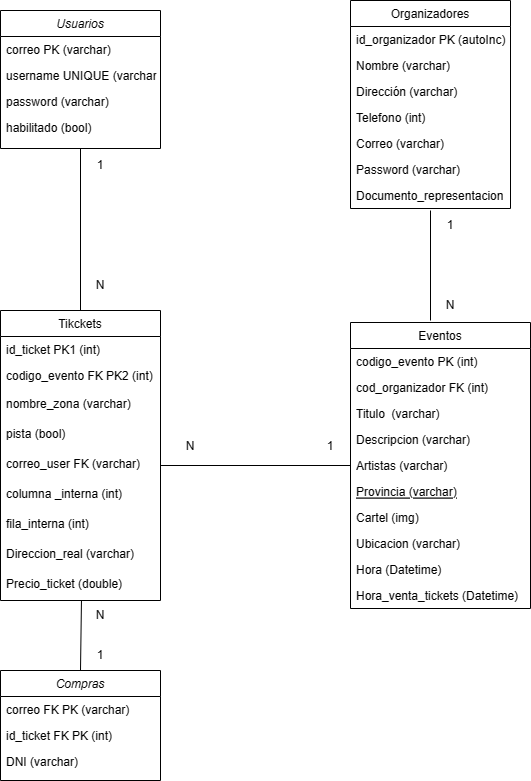 Usuarios
correo PK (varchar)
username UNIQUE (varchar
password (varchar)
habilitado (bool)
1
N
Organizadores
id_organizador PK (autoInc)
Nombre (varchar)
Dirección (varchar)
Telefono (int)
Correo (varchar)
Password (varchar)
Documento_representacion
1
N
Tikckets
id_ticket PK1 (int)
codigo_evento FK PK2 (int)
nombre_zona (varchar)
pista (bool)
correo_user FK (varchar)
columna _interna (int)
fila_interna (int)
Direccion_real (varchar)
Precio_ticket (double)
N
1
Eventos
codigo_evento PK (int)
cod_organizador FK (int)
Titulo  (varchar)
Descripcion (varchar)
Artistas (varchar)
Provincia (varchar)
Cartel (img)
Ubicacion (varchar)
Hora (Datetime)
Hora_venta_tickets (Datetime)
N
1
Compras
correo FK PK (varchar)
id_ticket FK PK (int)
DNI (varchar)